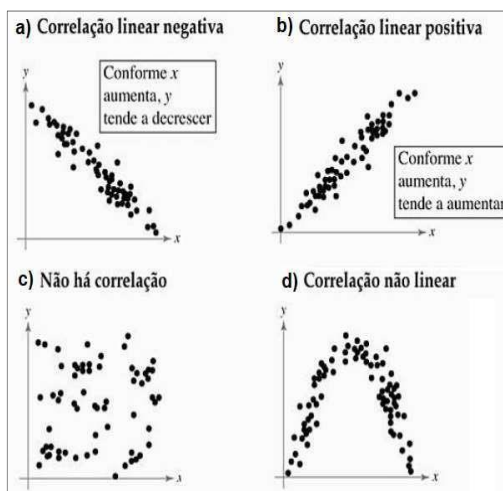 a) Correlação linear negativa
y
Conforme x
aumenta, y
tende a decrescer
x
b) Correlação linear positiva
y
Conforme x
aumenta, y
tende a aumentar
x
c) Não há correlação
y
x
d) Correlação não linear
y
x